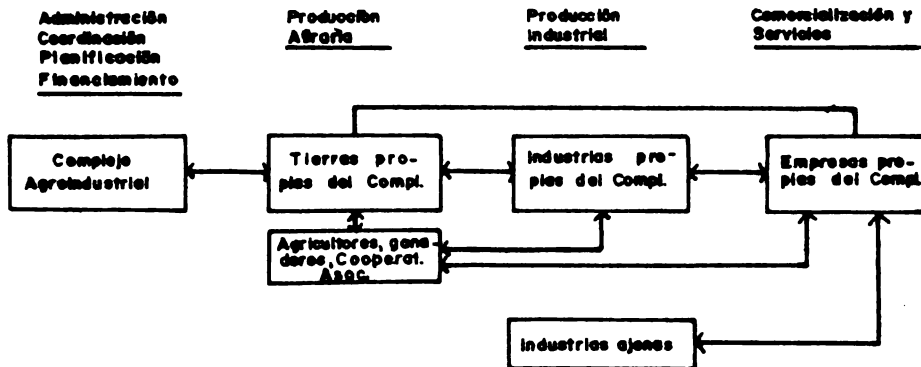 Administración
Coordinación
Planificación
Financiamiento
Producción
Agraria
Producción
Industrial
Comercialización y
Servicios
Complejo
Agroindustrial
Tierras pro-
pias del Compl.
Industrias pro-
pias del Compl.
Empresas pro-
pias del Compl.
Agricultores, gana-
deros, Cooperat.
Asoc.
Industrias ajenas